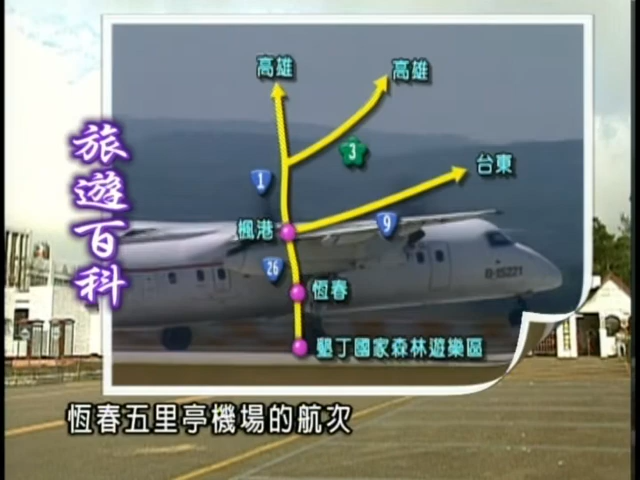 高雄
高雄
3
台東
1
旅遊百科
楓港
9
26
B-15221
恆春
墾丁國家森林遊樂區
恆春五里亭機場的航次